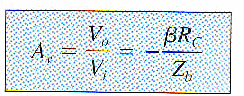 A_v = V_o / V_i = − βR_C / Z_b